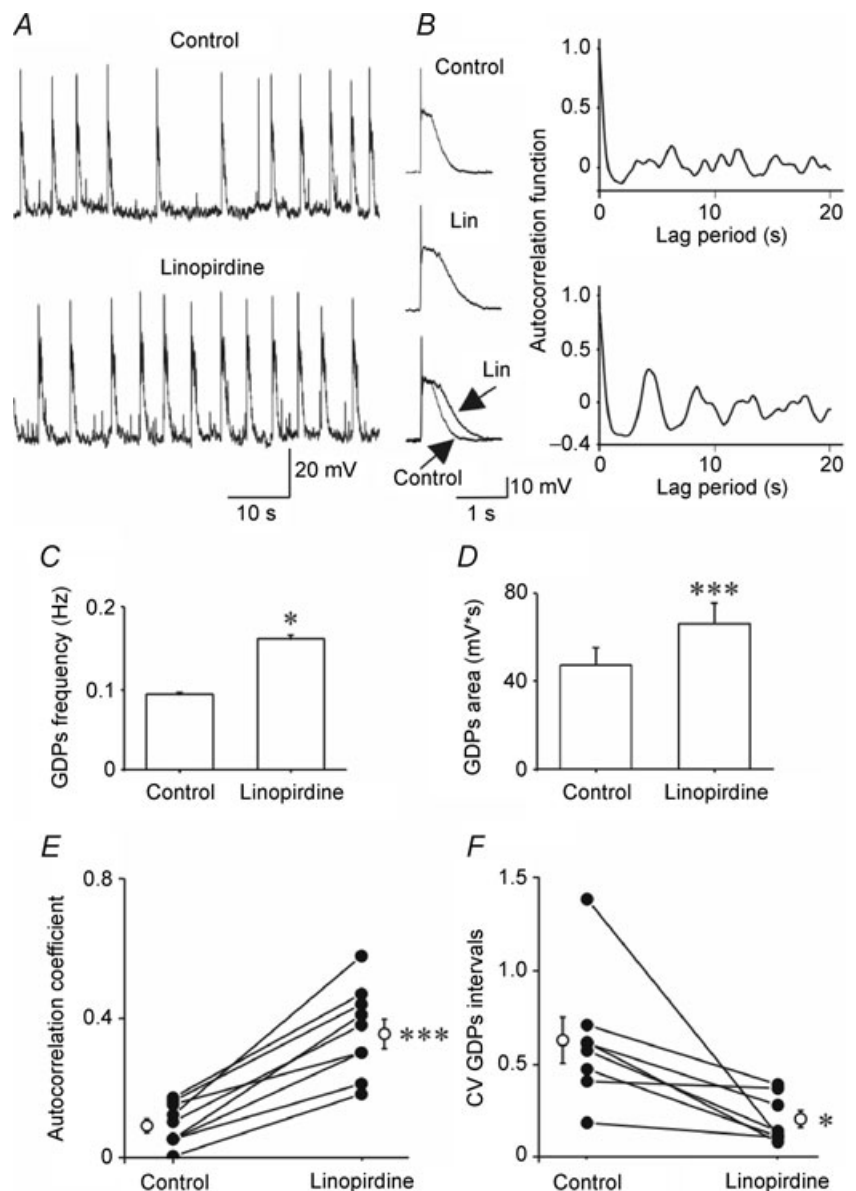 A
Control
Linopirdine
20 mV
10 s
B
Control
Lin
Lin
Control
10 mV
1 s
Autocorrelation function
1.0
0.5
0
0
10
20
Lag period (s)
1.0
0.5
0
−0.4
0
10
20
Lag period (s)
C
GDPs frequency (Hz)
0.2
0.1
0
*
Control
Linopirdine
D
GDPs area (mV*s)
80
40
0
***
Control
Linopirdine
E
Autocorrelation coefficient
0.8
0.4
0
***
Control
Linopirdine
F
CV GDPs intervals
1.5
1.0
0.5
0
*
Control
Linopirdine